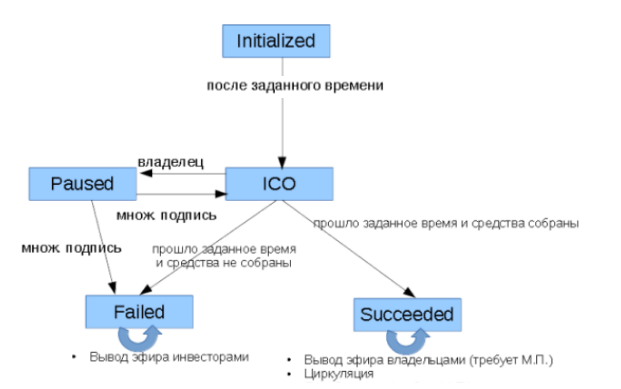 Initialized
после заданного времени
владелец
Paused
ICO
множ. подпись
прошло заданное время и средства собраны
множ. подпись
прошло заданное время
и средства не собраны
Failed
Succeeded
• Вывод эфира инвесторами
• Вывод эфира владельцами (требует М.П.)
• Циркуляция